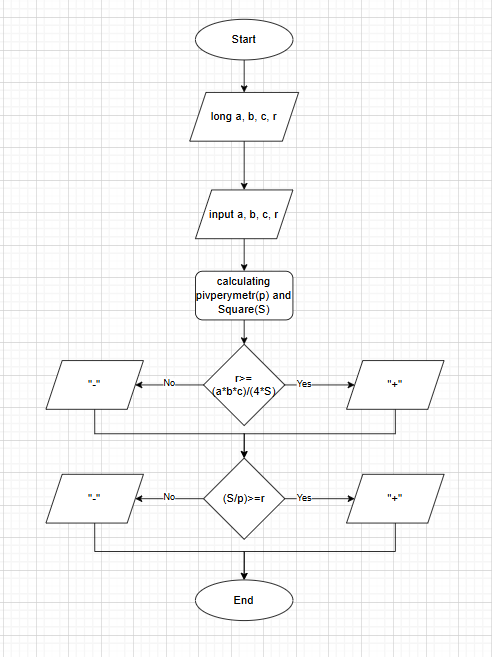 Start
long a, b, c, r
input a, b, c, r
calculating
pivperymetr(p) and
Square(S)
"-"
No
r>=
(a*b*c)/(4*S)
Yes
"+"
"-"
No
(S/p)>=r
Yes
"+"
End